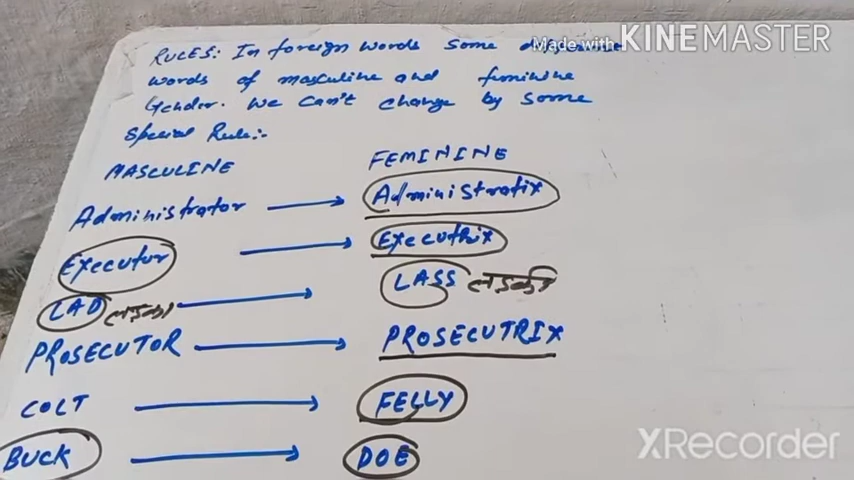 Made with KINEMASTER
RULES: In foreign words some
words of masculine and feminine
Gender. We can't change by some
special Rule:-
MASCULINE FEMININE
Administrator → Administratix
Executor → Executrix
LAD लड़का → LASS लड़की
PROSECUTOR → PROSECUTRIX
COLT → FELLY
BUCK → DOE
XRecorder